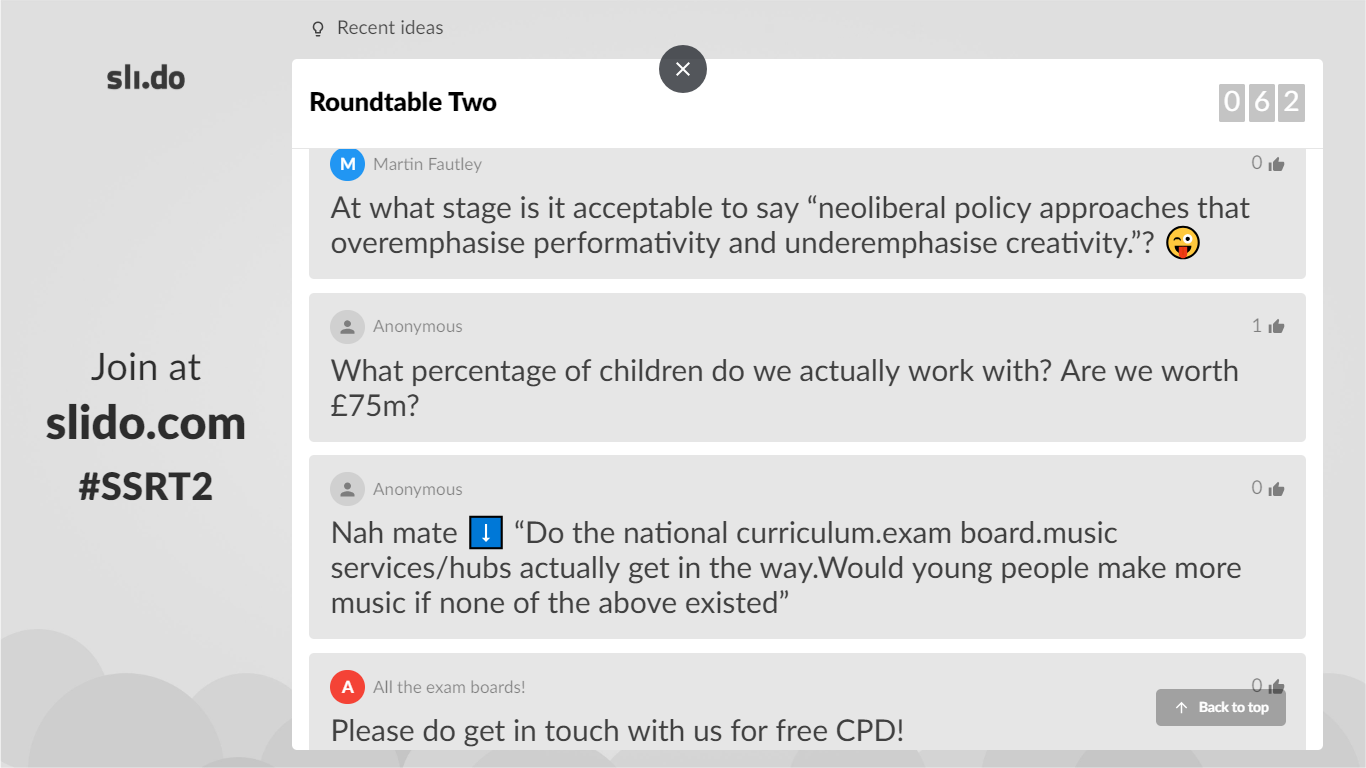 Recent ideas
sli.do
Roundtable Two
062
M Martin Fautley 0
At what stage is it acceptable to say “neoliberal policy approaches that
overemphasise performativity and underemphasise creativity.”? 😜
Anonymous 1
What percentage of children do we actually work with? Are we worth
£75m?
Join at
slido.com
#SSRT2
Anonymous 0
Nah mate ⬇️ “Do the national curriculum.exam board.music
services/hubs actually get in the way.Would young people make more
music if none of the above existed”
A All the exam boards! 0
Back to top
Please do get in touch with us for free CPD!